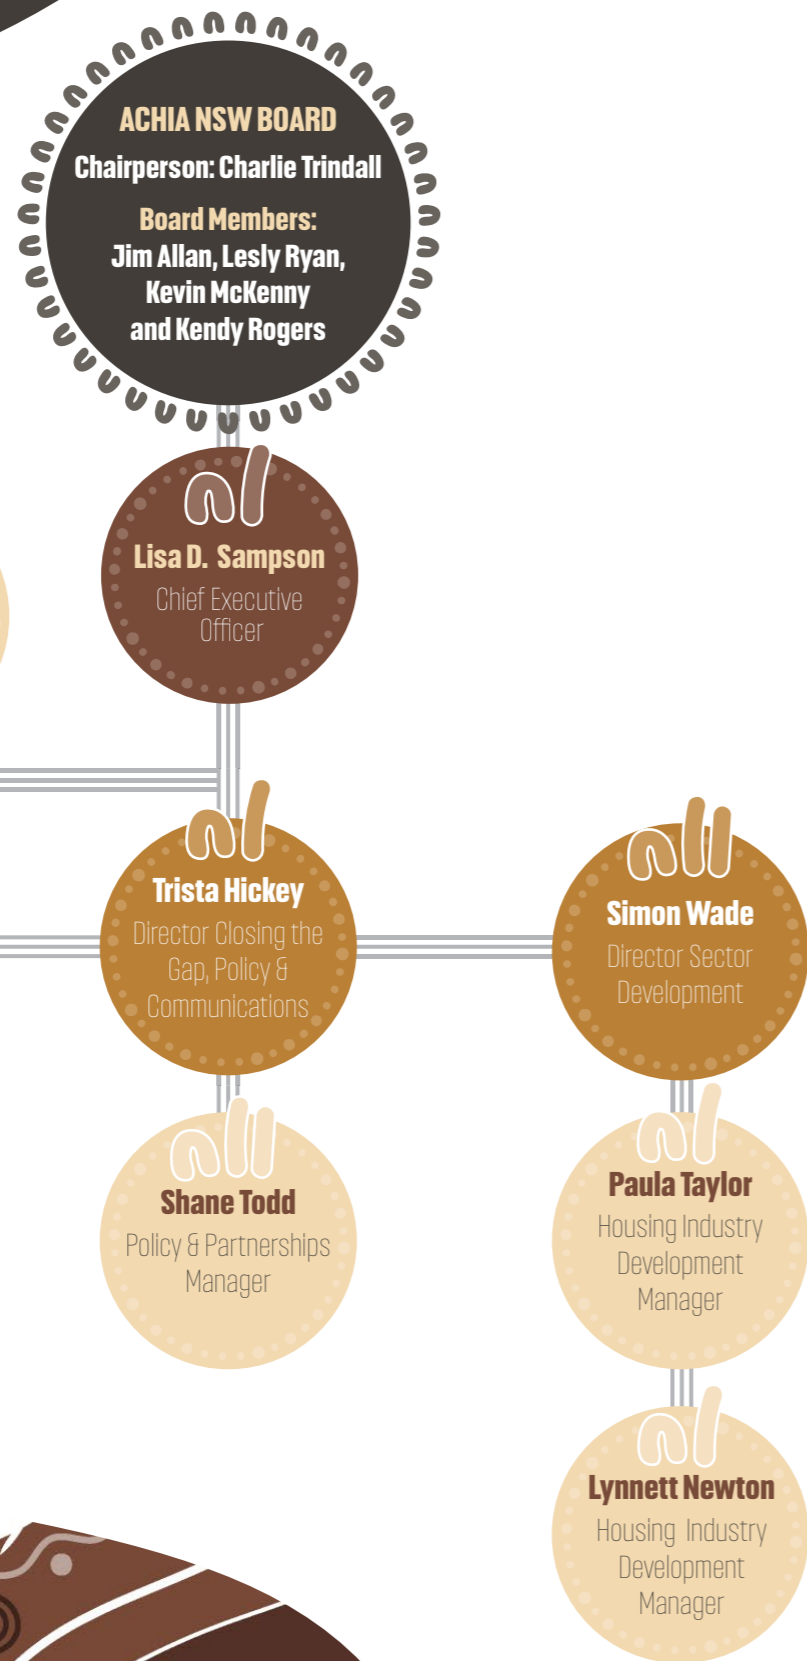 ACHIA NSW BOARD
Chairperson: Charlie Trindall
Board Members:
Jim Allan, Lesly Ryan,
Kevin McKenny
and Kendy Rogers
Lisa D. Sampson
Chief Executive
Officer
Trista Hickey
Director Closing the
Gap, Policy &
Communications
Simon Wade
Director Sector
Development
Shane Todd
Policy & Partnerships
Manager
Paula Taylor
Housing Industry
Development
Manager
Lynnett Newton
Housing Industry
Development
Manager